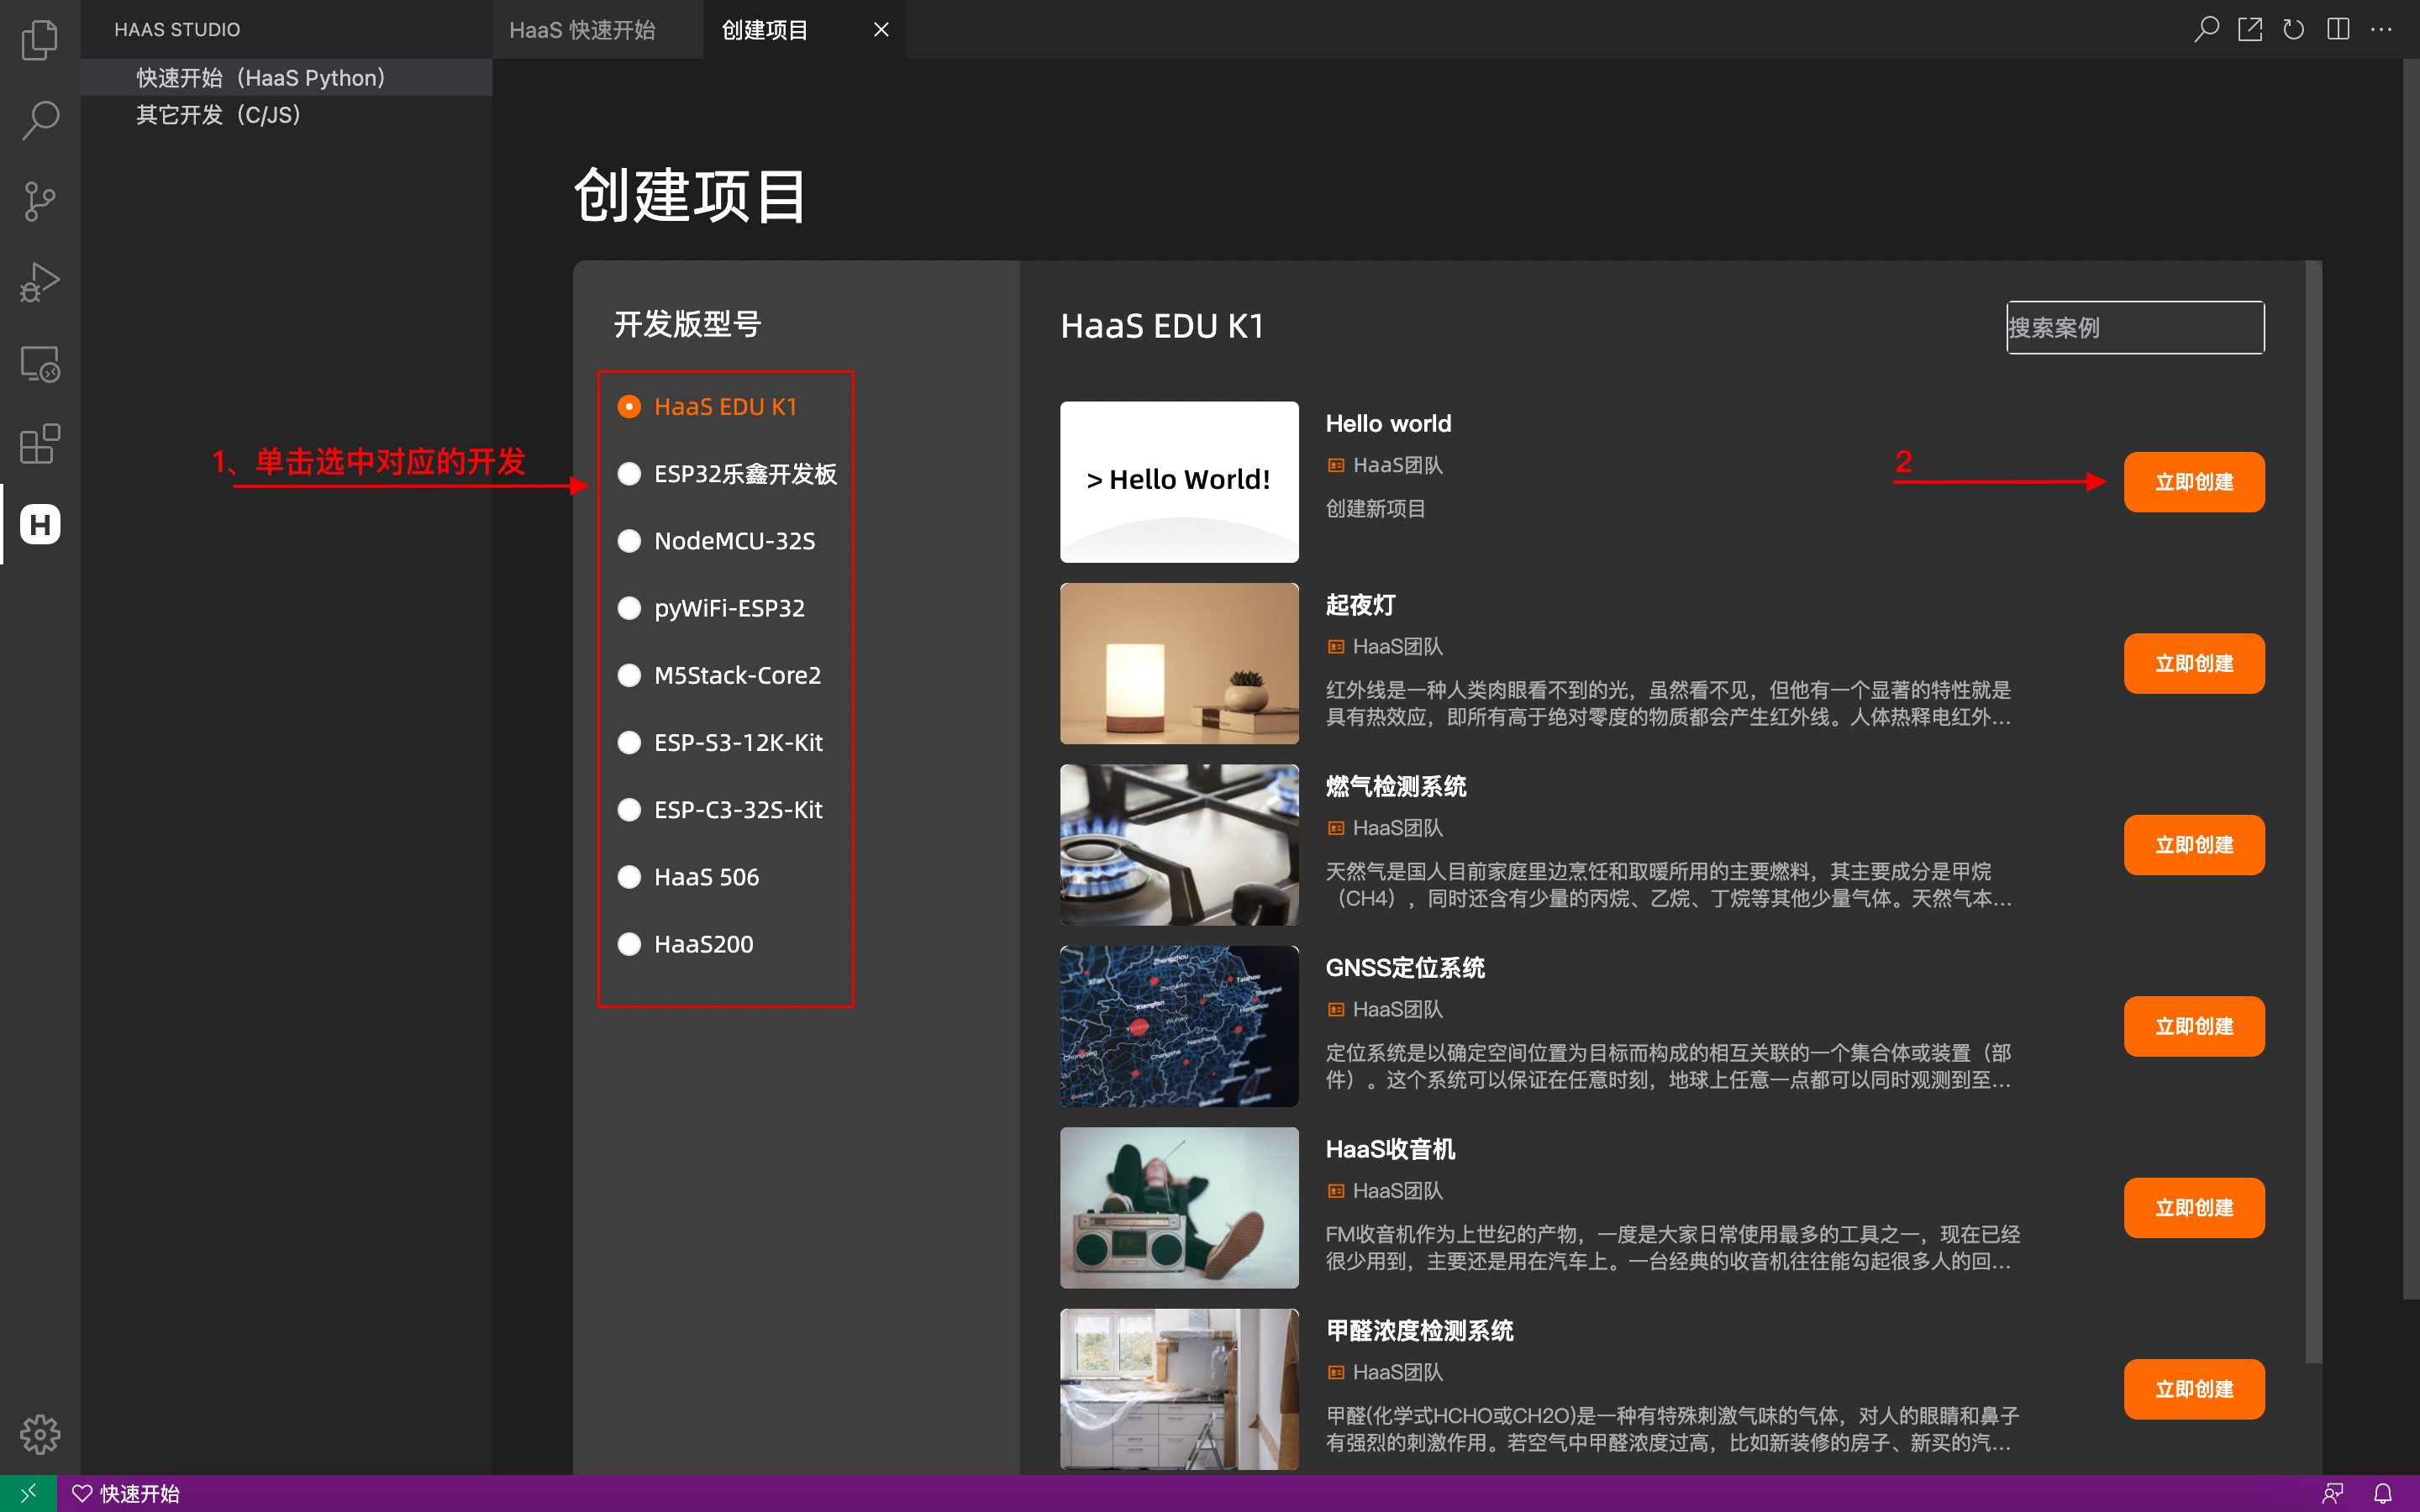 HAAS STUDIO
HaaS 快速开始
创建项目
快速开始（HaaS Python）
其它开发（C/JS）
创建项目
开发版型号
HaaS EDU K1
ESP32乐鑫开发板
NodeMCU-32S
pyWiFi-ESP32
M5Stack-Core2
ESP-S3-12K-Kit
ESP-C3-32S-Kit
HaaS 506
HaaS200
1、单击选中对应的开发
HaaS EDU K1
搜索案例
> Hello World!
Hello world
HaaS团队
创建新项目
2
立即创建
起夜灯
HaaS团队
红外线是一种人类肉眼看不到的光，虽然看不见，但他有一个显著的特性就是
具有热效应，即所有高于绝对零度的物质都会产生红外线。人体热释电红外...
立即创建
燃气检测系统
HaaS团队
天然气是国人目前家庭里边烹饪和取暖所用的主要燃料，其主要成分是甲烷
（CH4），同时还含有少量的丙烷、乙烷、丁烷等其他少量气体。天然气本...
立即创建
GNSS定位系统
HaaS团队
定位系统是以确定空间位置为目标而构成的相互关联的一个集合体或装置（部
件）。这个系统可以保证在任意时刻，地球上任意一点都可以同时观测到至...
立即创建
HaaS收音机
HaaS团队
FM收音机作为上世纪的产物，一度是大家日常使用最多的工具之一，现在已经
很少用到，主要还是用在汽车上。一台经典的收音机往往能勾起很多人的回...
立即创建
甲醛浓度检测系统
HaaS团队
甲醛(化学式HCHO或CH2O)是一种有特殊刺激气味的气体，对人的眼睛和鼻子
有强烈的刺激作用。若空气中甲醛浓度过高，比如新装修的房子、新买的汽...
立即创建
快速开始